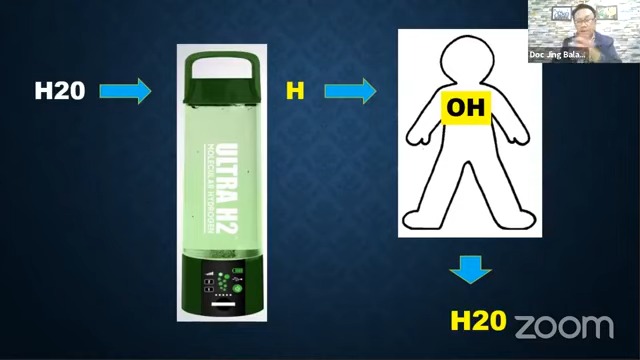 Doc Jing Bala...
H20
H
OH
ULTRA H2
MOLECULAR HYDROGEN
H20
zoom